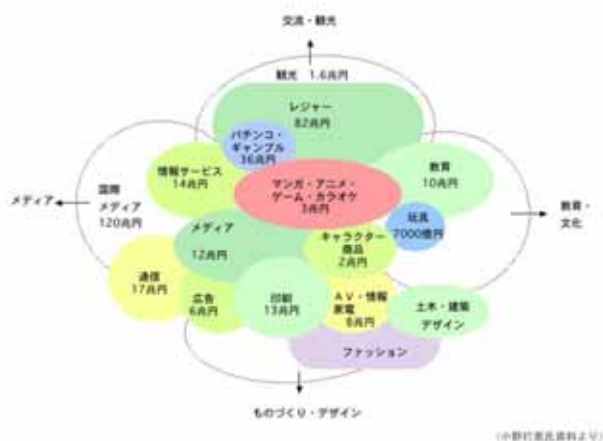 交流・観光
観光 1.6兆円
レジャー
82兆円
パチンコ・
ギャンブル
36兆円
情報サービス
14兆円
教育
10兆円
マンガ・アニメ・
ゲーム・カラオケ
3兆円
メディア
国際
メディア
120兆円
玩具
7000億円
教育・
文化
メディア
12兆円
キャラクター
商品
2兆円
通信
17兆円
広告
6兆円
印刷
13兆円
AV・情報
家電
8兆円
土木・建築
デザイン
ファッション
ものづくり・デザイン